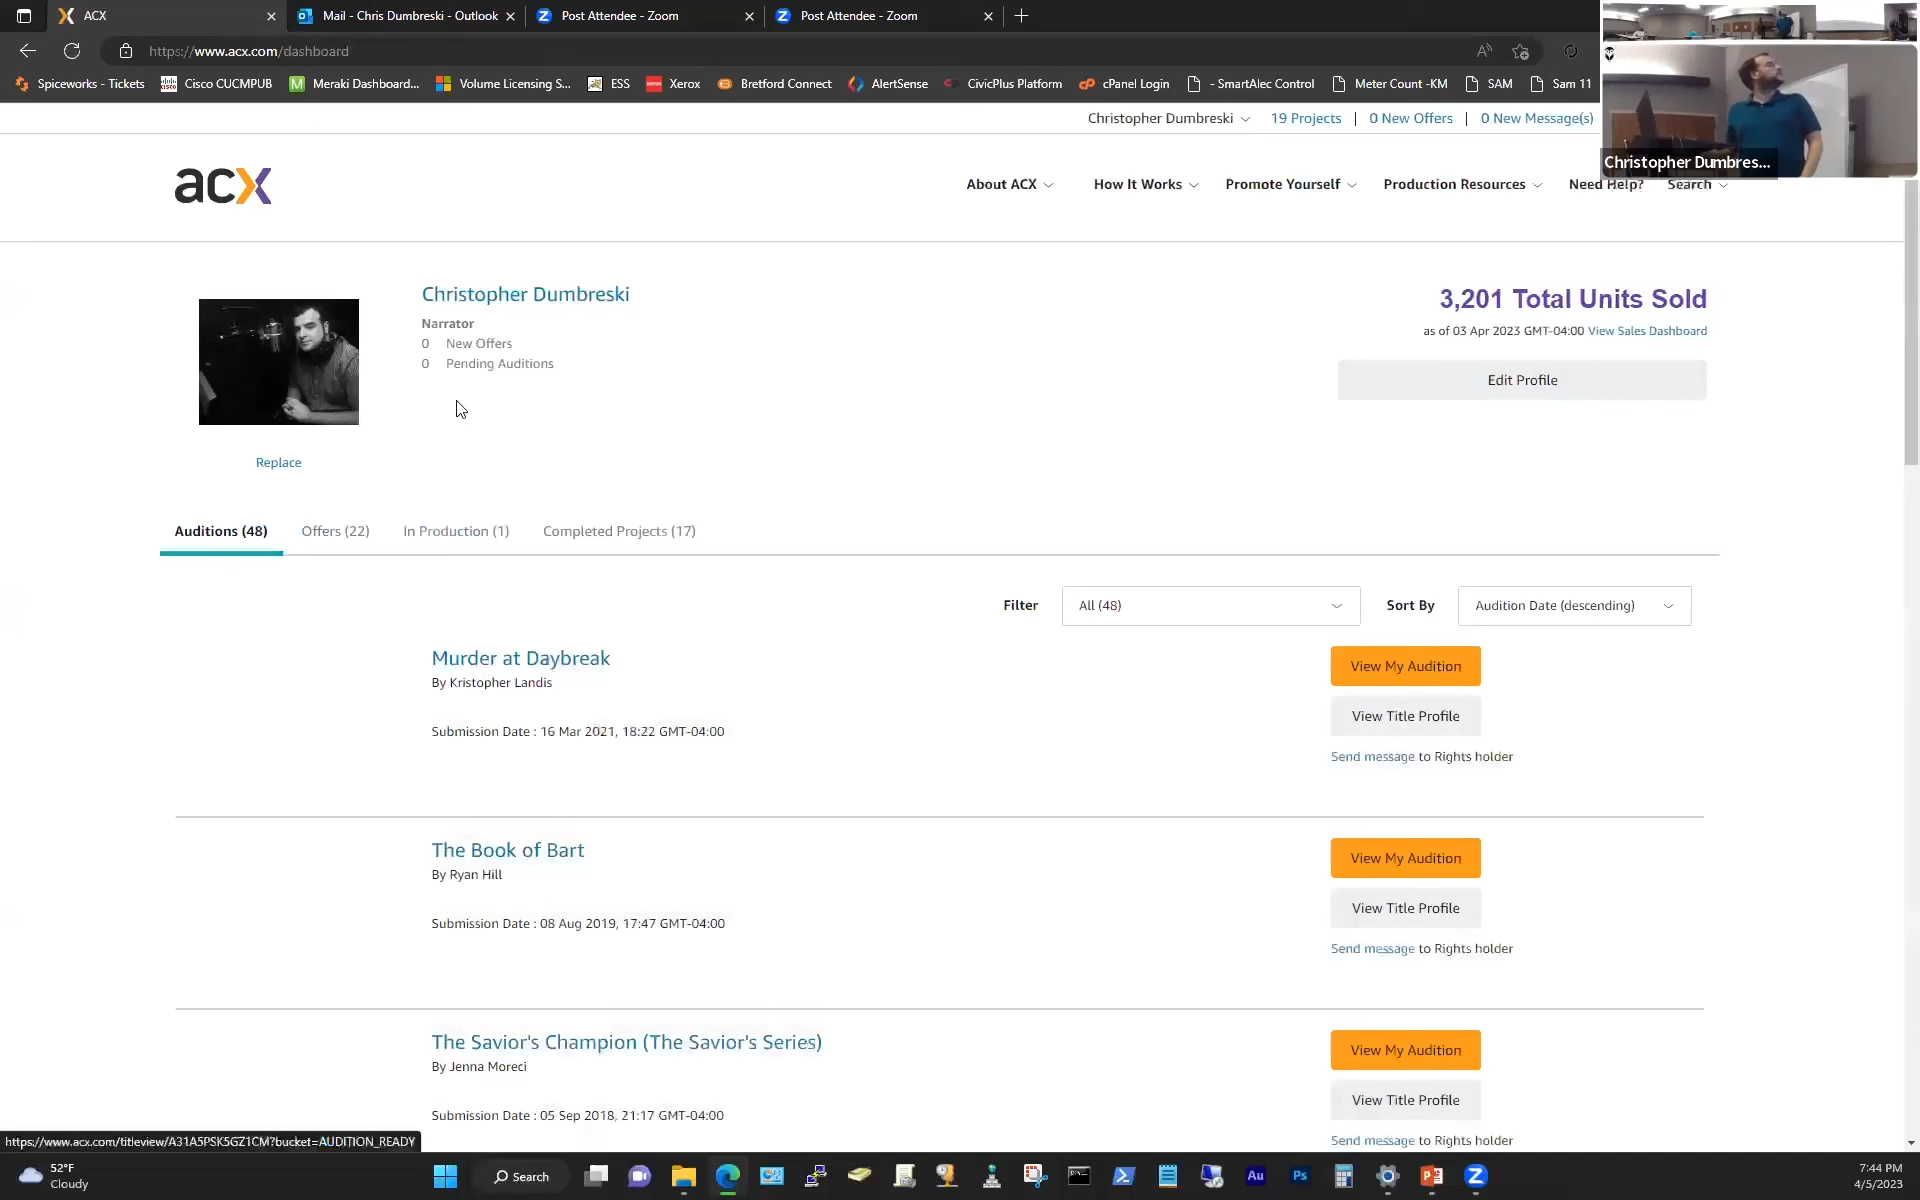 ACX
Mail - Chris Dumbreski - Outlook
Post Attendee - Zoom
Post Attendee - Zoom
https://www.acx.com/dashboard
Spiceworks - Tickets
Cisco CUCMPUB
Meraki Dashboard...
Volume Licensing S...
ESS
Xerox
Bretford Connect
AlertSense
CivicPlus Platform
cPanel Login
- SmartAlec Control
Meter Count -KM
SAM
Sam 11
Christopher Dumbreski
19 Projects | 0 New Offers | 0 New Message(s)
Christopher Dumbres...
acx
About ACX
How It Works
Promote Yourself
Production Resources
Need Help?
Search
Christopher Dumbreski
Narrator
0 New Offers
0 Pending Auditions
3,201 Total Units Sold
as of 03 Apr 2023 GMT-04:00 View Sales Dashboard
Edit Profile
Replace
Auditions (48)
Offers (22)
In Production (1)
Completed Projects (17)
Filter
All (48)
Sort By
Audition Date (descending)
Murder at Daybreak
By Kristopher Landis
Submission Date : 16 Mar 2021, 18:22 GMT-04:00
View My Audition
View Title Profile
Send message to Rights holder
The Book of Bart
By Ryan Hill
Submission Date : 08 Aug 2019, 17:47 GMT-04:00
View My Audition
View Title Profile
Send message to Rights holder
The Savior's Champion (The Savior's Series)
By Jenna Moreci
Submission Date : 05 Sep 2018, 21:17 GMT-04:00
View My Audition
View Title Profile
Send message to Rights holder
https://www.acx.com/titleview/A31A5PSK5GZ1CM?bucket=AUDITION_READY
52°F
Cloudy
Search
Au
Ps
7:44 PM
4/5/2023